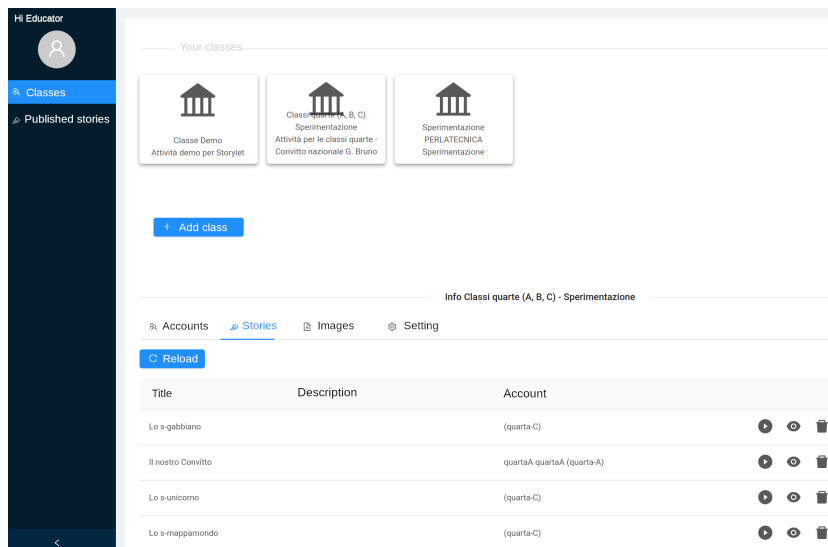 Hi Educator
Classes
Published stories
Your classes
Classe Demo
Attività demo per Storylet
Classi quarte (A, B, C)
Sperimentazione
Attività per le classi quarte -
Convitto nazionale G. Bruno
Sperimentazione
PERLATECNICA
Sperimentazione
+ Add class
Info Classi quarte (A, B, C) - Sperimentazione
Accounts Stories Images Setting
Reload
Title Description Account
Lo s-gabbiano (quarta-C)
Il nostro Convitto quartaA quartaA (quarta-A)
Lo s-unicorno (quarta-C)
Lo s-mappamondo (quarta-C)